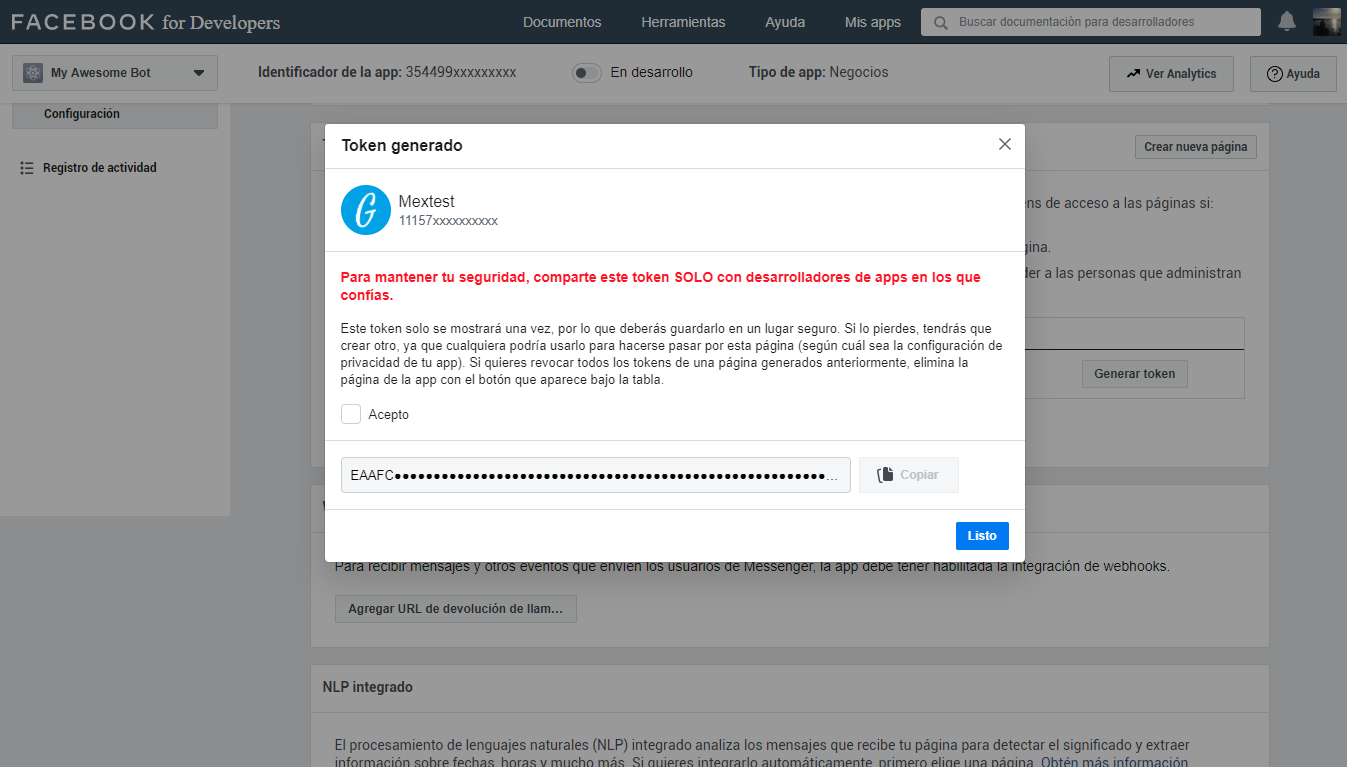 FACEBOOK for Developers
Documentos
Herramientas
Ayuda
Mis apps
Buscar documentación para desarrolladores
My Awesome Bot
Identificador de la app: 354499xxxxxxxxx
En desarrollo
Tipo de app: Negocios
Ver Analytics
Ayuda
Configuración
Registro de actividad
Crear nueva página
de acceso a las páginas si:
a las personas que administran
Generar token
Token generado
Mextest
11157xxxxxxxxxx
Para mantener tu seguridad, comparte este token SOLO con desarrolladores de apps en los que
confías.
Este token solo se mostrará una vez, por lo que deberás guardarlo en un lugar seguro. Si lo pierdes, tendrás que
crear otro, ya que cualquiera podría usarlo para hacerse pasar por esta página (según cuál sea la configuración de
privacidad de tu app). Si quieres revocar todos los tokens de una página generados anteriormente, elimina la
página de la app con el botón que aparece bajo la tabla.
Acepto
EAAFC••••••••••••••••••••••••••••••••••••••••••••••••••••••••...
Copiar
Listo
Para recibir mensajes y otros eventos que envíen los usuarios de Messenger, la app debe tener habilitada la integración de webhooks.
Agregar URL de devolución de llam...
NLP integrado
El procesamiento de lenguajes naturales (NLP) integrado analiza los mensajes que recibe tu página para detectar el significado y extraer
información sobre fechas, horas y mucho más. Si quieres integrarlo automáticamente, primero elige una página. Obtén más información